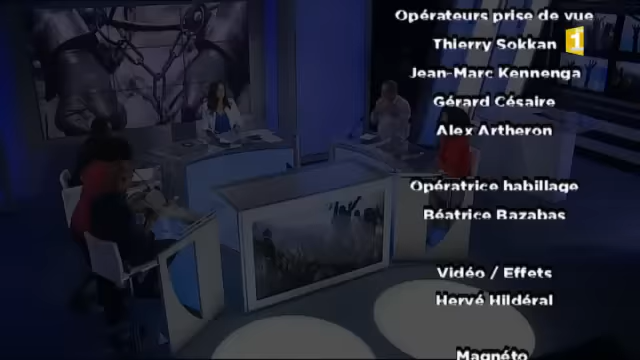 Opérateurs prise de vue
Thierry Sokkan
1
Jean-Marc Kennenga
Gérard Césaire
Alex Artheron
Opératrice habillage
Béatrice Bazabas
Vidéo / Effets
Hervé Hildéral
Magnéto